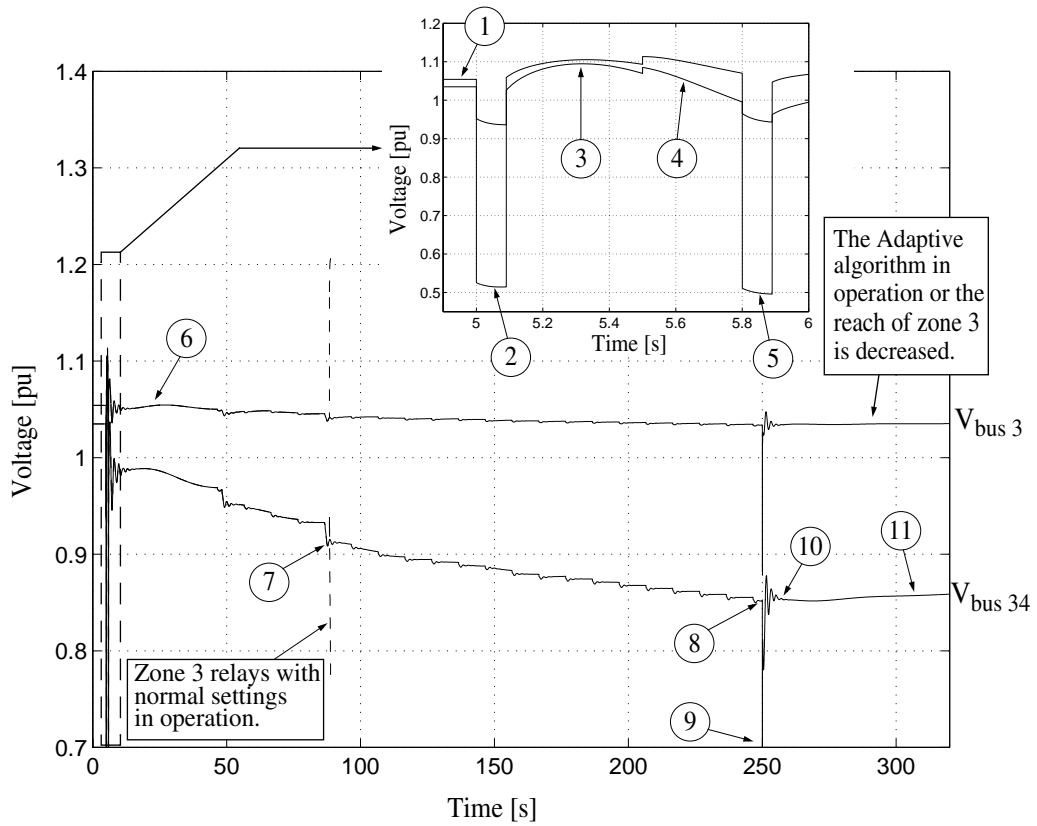 1.2
1.1
1
0.9
0.8
0.7
0.6
0.5
Voltage [pu]
5
5.2
5.4
5.6
5.8
6
Time [s]
1
2
3
4
5
1.4
1.3
1.2
1.1
1
0.9
0.8
0.7
Voltage [pu]
The Adaptive
algorithm in
operation or the
reach of zone 3
is decreased.
6
7
8
9
10
11
V bus 3
V bus 34
Zone 3 relays with
normal settings
in operation.
0
50
100
150
200
250
300
Time [s]